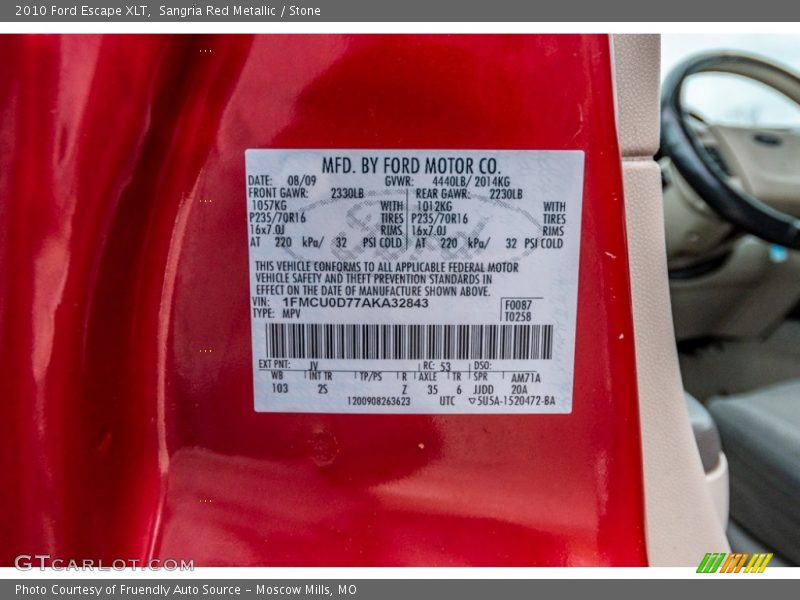 2010 Ford Escape XLT, Sangria Red Metallic / Stone
MFD. BY FORD MOTOR CO.
DATE: 08/09 GVWR: 4440LB/ 2014KG
FRONT GAWR: 2330LB REAR GAWR: 2230LB
1057KG WITH 1012KG WITH
P235/70R16 TIRES P235/70R16 TIRES
16x7.0J RIMS 16x7.0J RIMS
AT 220 kPa/ 32 PSI COLD AT 220 kPa/ 32 PSI COLD
THIS VEHICLE CONFORMS TO ALL APPLICABLE FEDERAL MOTOR
VEHICLE SAFETY AND THEFT PREVENTION STANDARDS IN
EFFECT ON THE DATE OF MANUFACTURE SHOWN ABOVE.
VIN: 1FMCU0D77AKA32843 F0087
TYPE: MPV T0258
EXT PNT: JV RC: 53 DSO:
WB INT TR TP/PS R AXLE TR SPR AM71A
103 2S Z 35 6 JJDD 20A
1200908263623 UTC ▽5U5A-1520472-BA
GTCARLOT.COM
Photo Courtesy of Fruendly Auto Source - Moscow Mills, MO